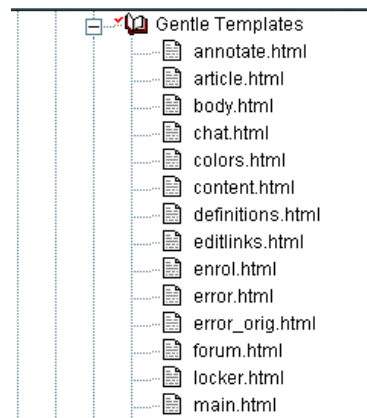 Gentle Templates
annotate.html
article.html
body.html
chat.html
colors.html
content.html
definitions.html
editlinks.html
enrol.html
error.html
error_orig.html
forum.html
locker.html
main.html